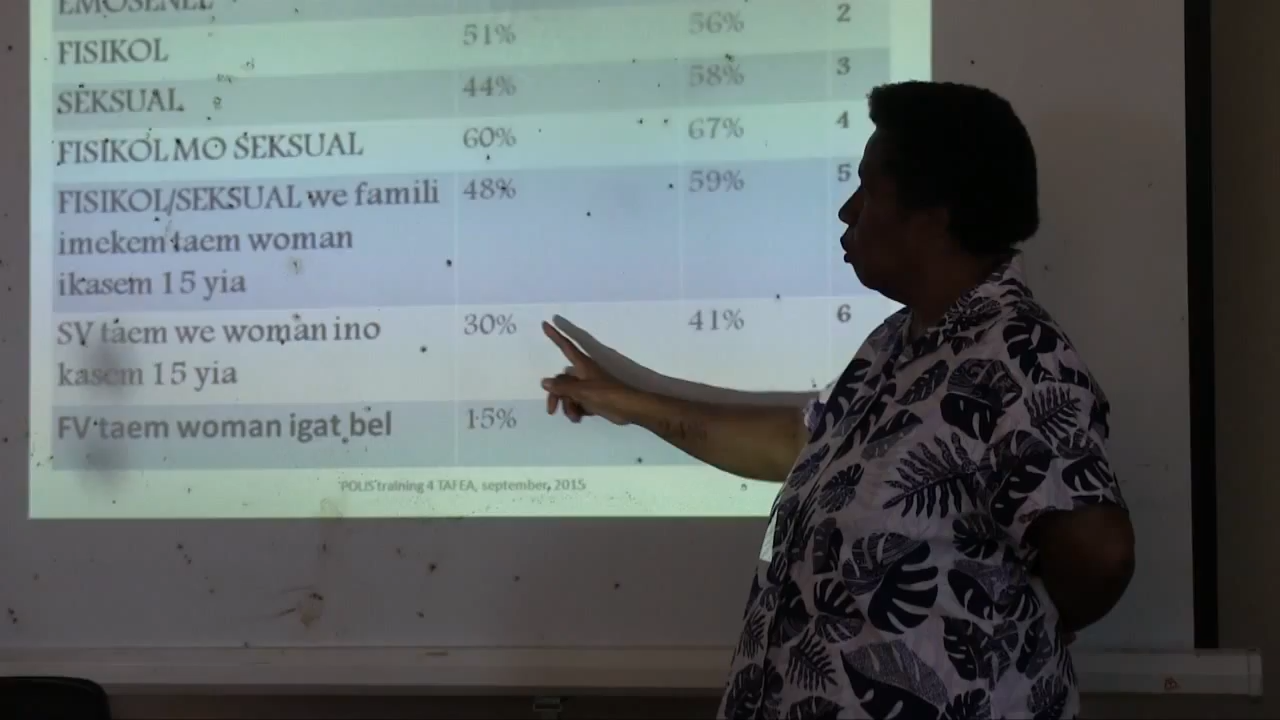 EMOSENEL
2
FISIKOL 51% 56%
SEKSUAL 44% 58% 3
FISIKOL MO SEKSUAL 60% 67% 4
FISIKOL/SEKSUAL we famili 48% 59% 5
imekem taem woman
ikasem 15 yia
SV taem we woman ino 30% 41% 6
kasem 15 yia
FV taem woman igat bel 15%
POLIS training 4 TAFEA, september, 2015